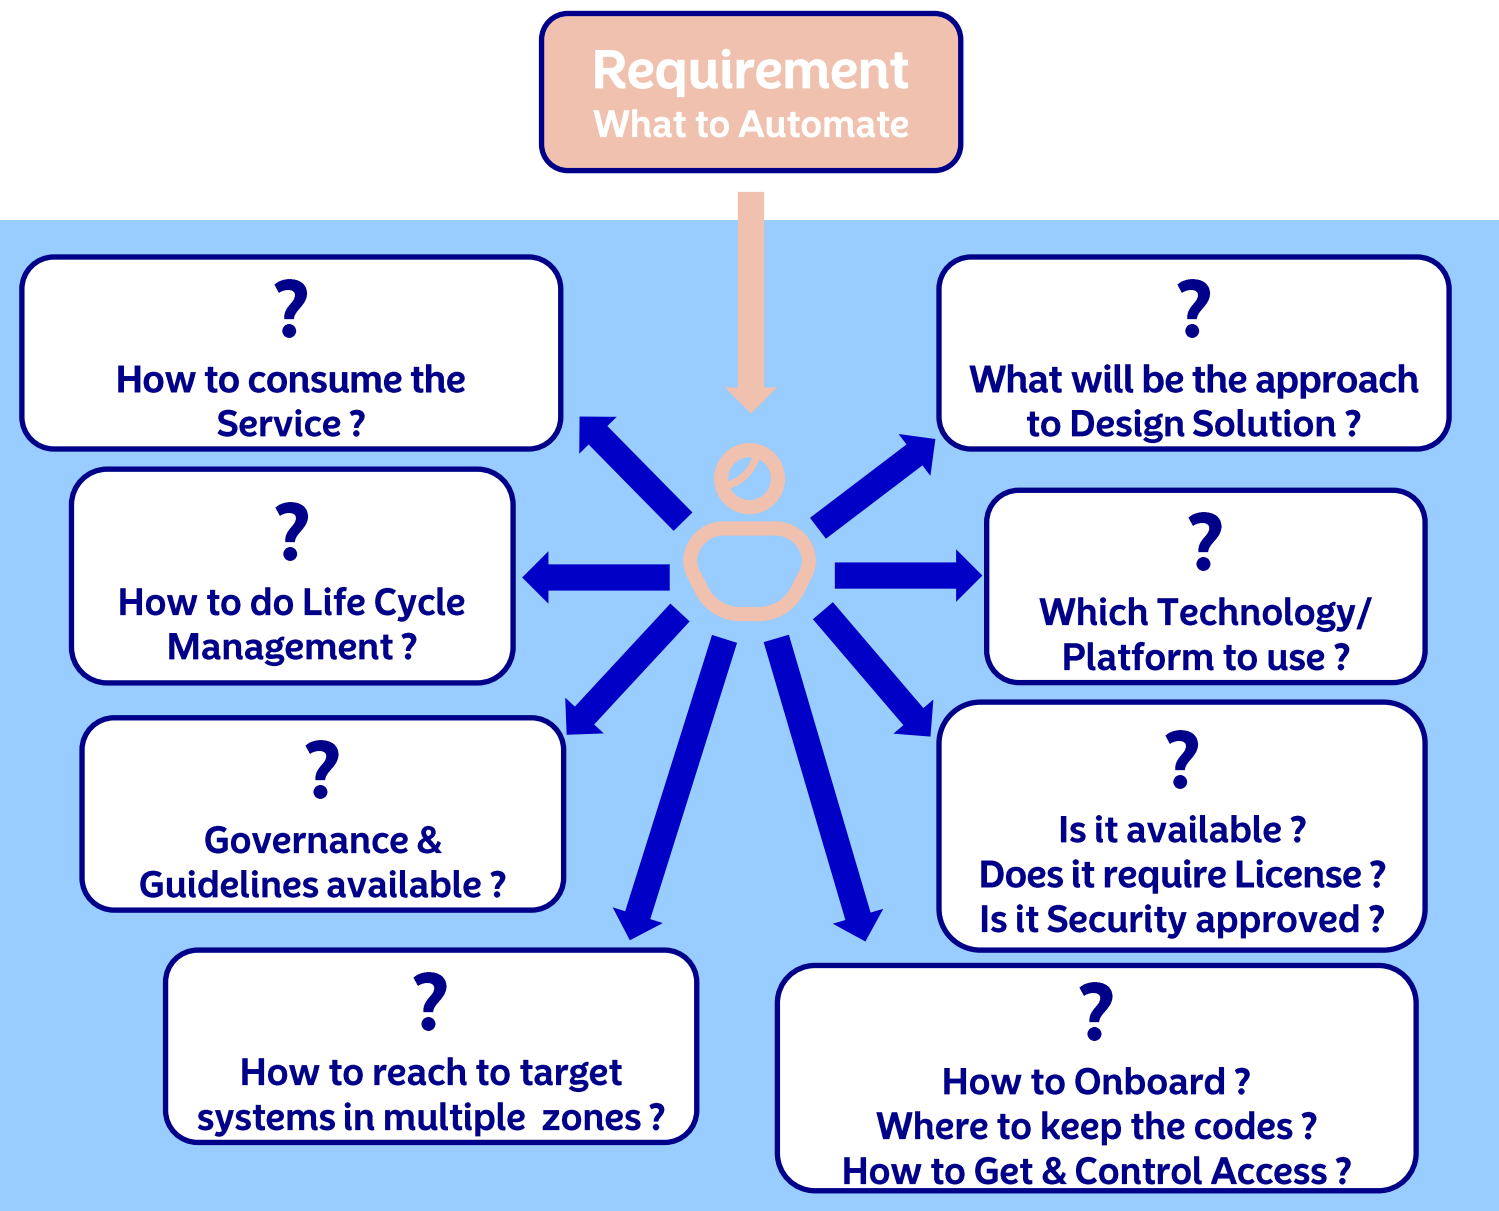 Requirement
What to Automate
?
How to consume the
Service ?
?
What will be the approach
to Design Solution ?
?
How to do Life Cycle
Management ?
?
Which Technology/
Platform to use ?
?
Governance &
Guidelines available ?
?
Is it available ?
Does it require License ?
Is it Security approved ?
?
How to reach to target
systems in multiple  zones ?
?
How to Onboard ?
Where to keep the codes ?
How to Get & Control Access ?